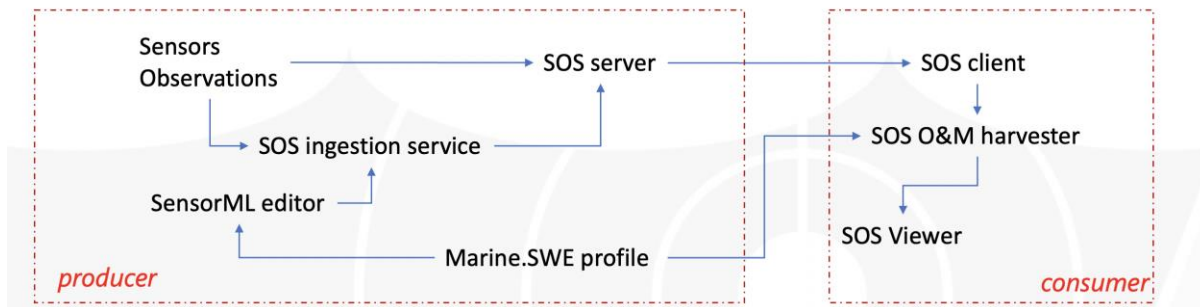 Sensors
Observations
SOS server
SOS client
SOS ingestion service
SOS O&M harvester
SensorML editor
SOS Viewer
Marine.SWE profile
producer
consumer